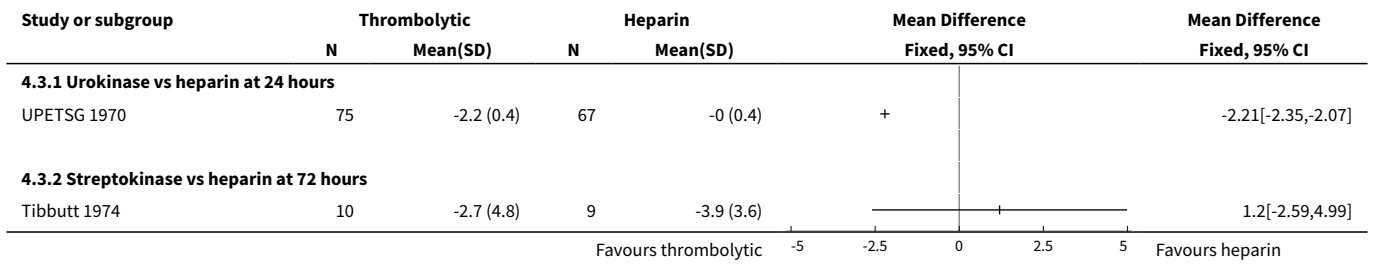 Study or subgroup Thrombolytic Heparin Mean Difference Mean Difference
N Mean(SD) N Mean(SD) Fixed, 95% CI Fixed, 95% CI
4.3.1 Urokinase vs heparin at 24 hours
UPETSG 1970 75 -2.2 (0.4) 67 -0 (0.4) -2.21[-2.35,-2.07]
4.3.2 Streptokinase vs heparin at 72 hours
Tibbutt 1974 10 -2.7 (4.8) 9 -3.9 (3.6) 1.2[-2.59,4.99]
Favours thrombolytic -5 -2.5 0 2.5 5 Favours heparin